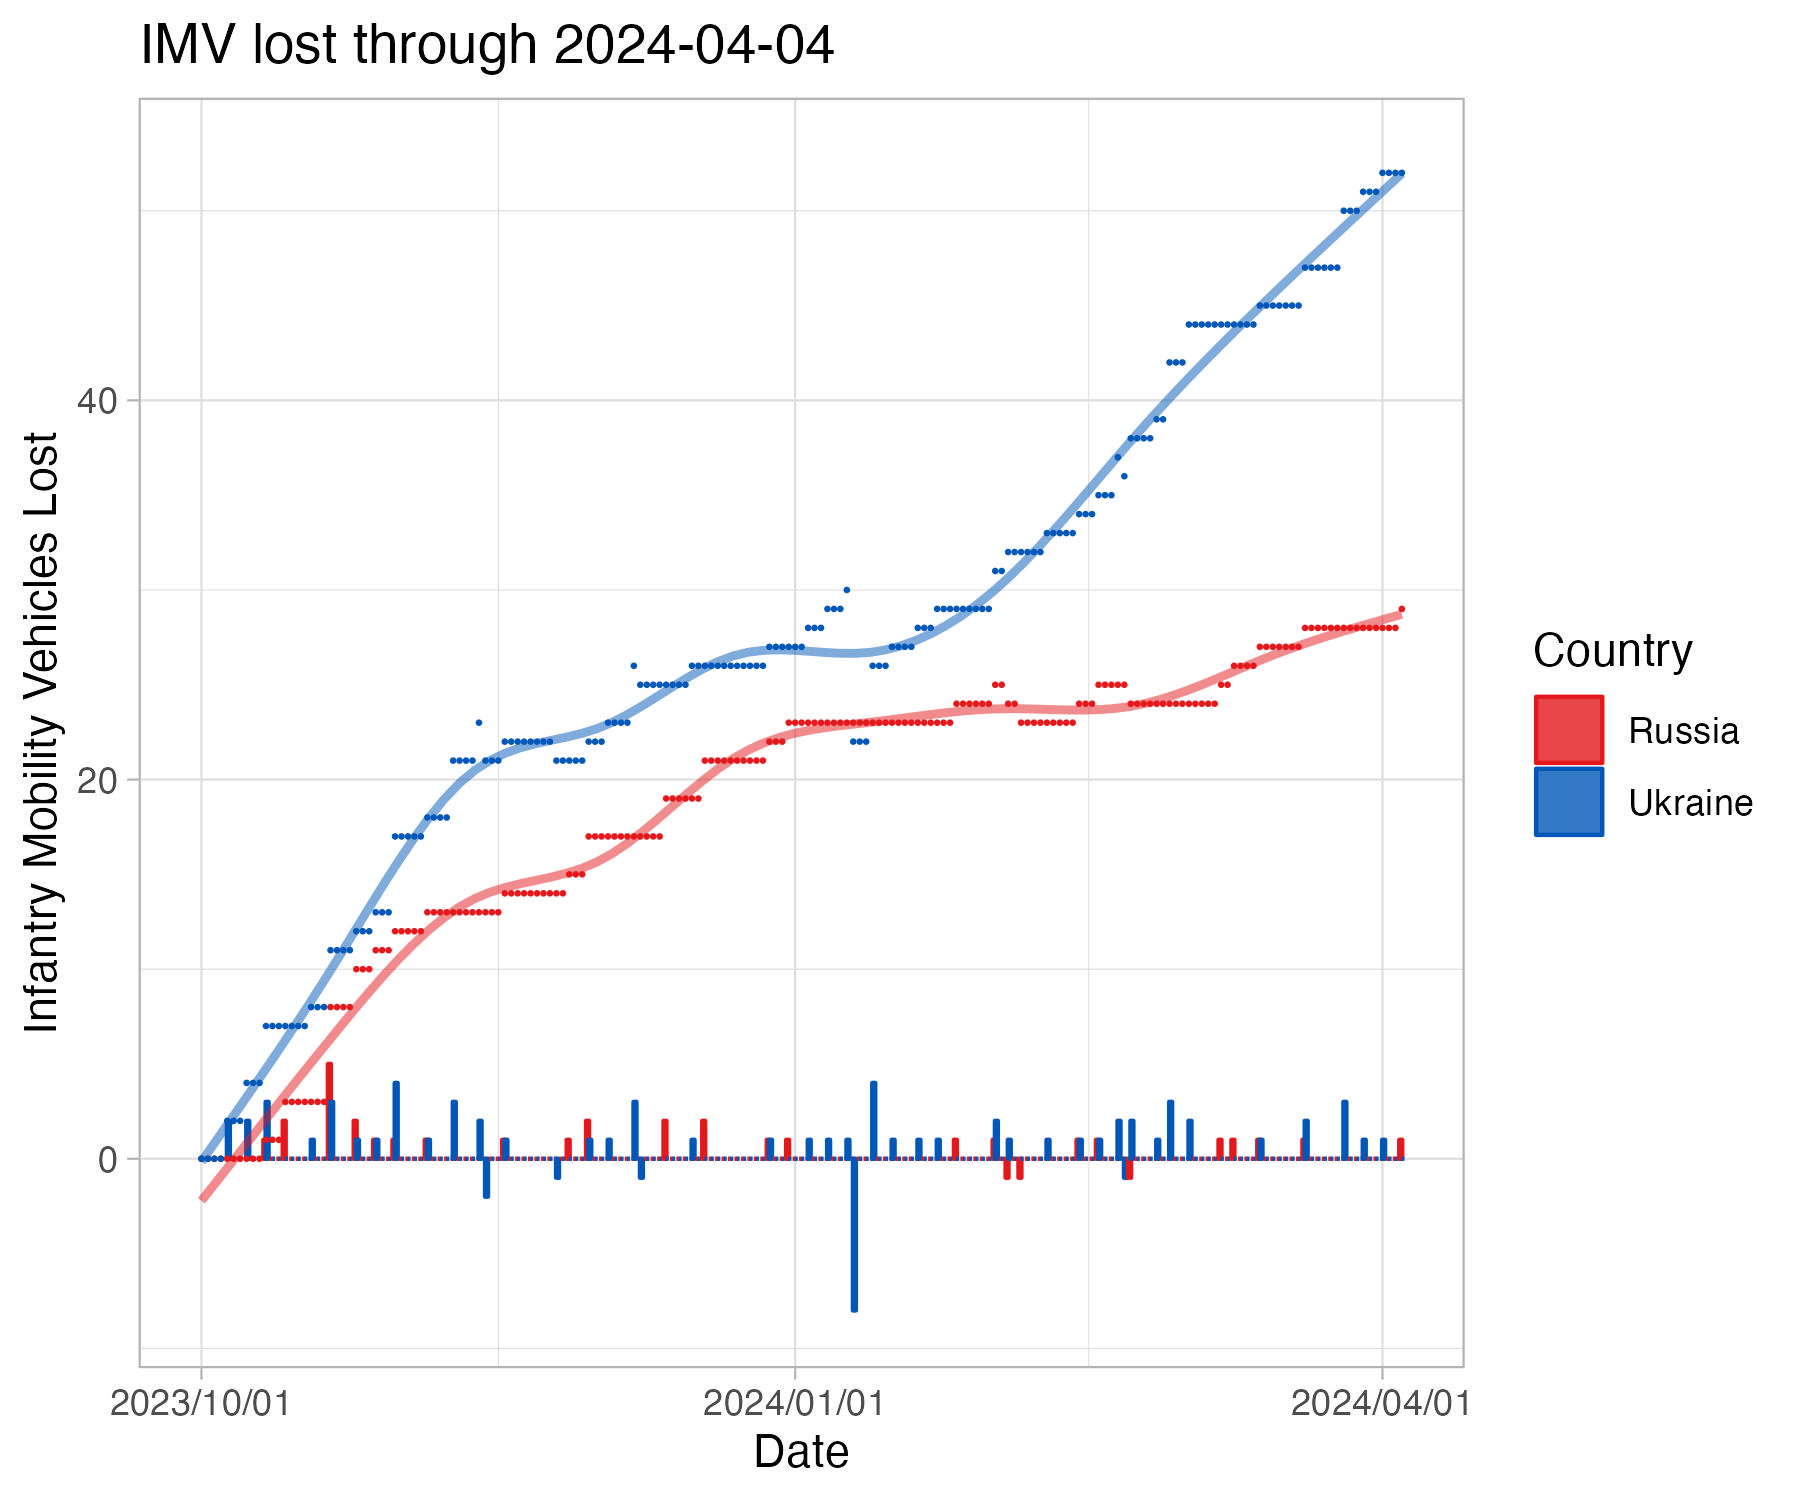 IMV lost through 2024-04-04
Infantry Mobility Vehicles Lost
40
20
0
2023/10/01
2024/01/01
2024/04/01
Date
Country
Russia
Ukraine